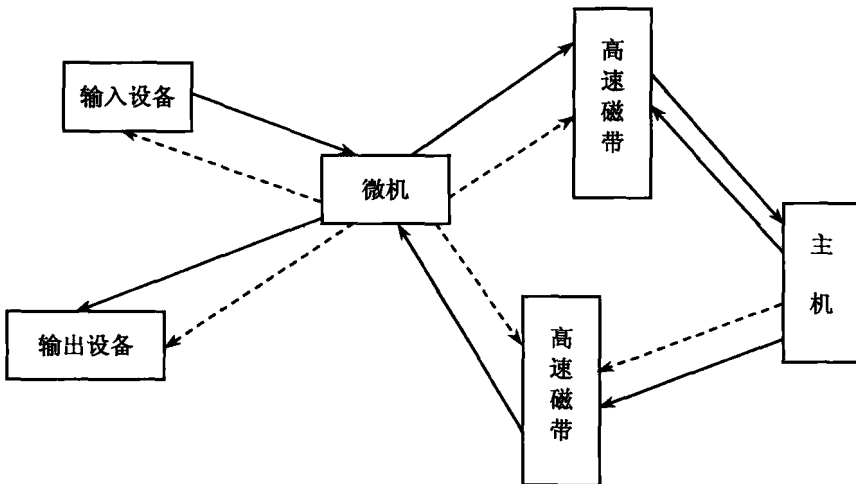 输入设备
微机
高速磁带
主机
输出设备
高速磁带